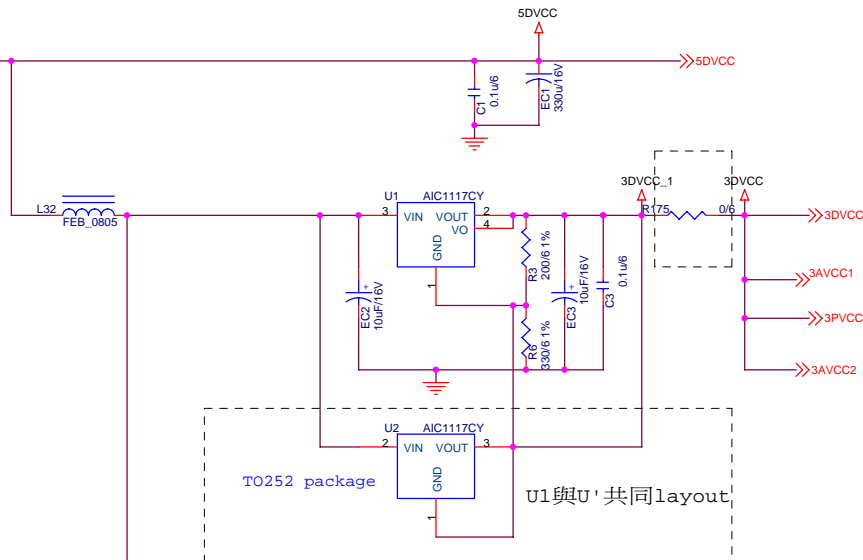 5DVCC
5DVCC
C1
0.1u/6
EC1
330u/16V
L32
FEB_0805
U1
AIC1117CY
3
VIN
VOUT
2
VO
4
GND
1
EC2
10uF/16V
R3
200/6 1%
R6
330/6 1%
EC3
10uF/16V
C3
0.1u/6
3DVCC_1
3DVCC
R175
0/6
3DVCC
3AVCC1
3PVCC
3AVCC2
U2
AIC1117CY
2
VIN
VOUT
3
GND
1
TO252 package
U1與U'共同layout